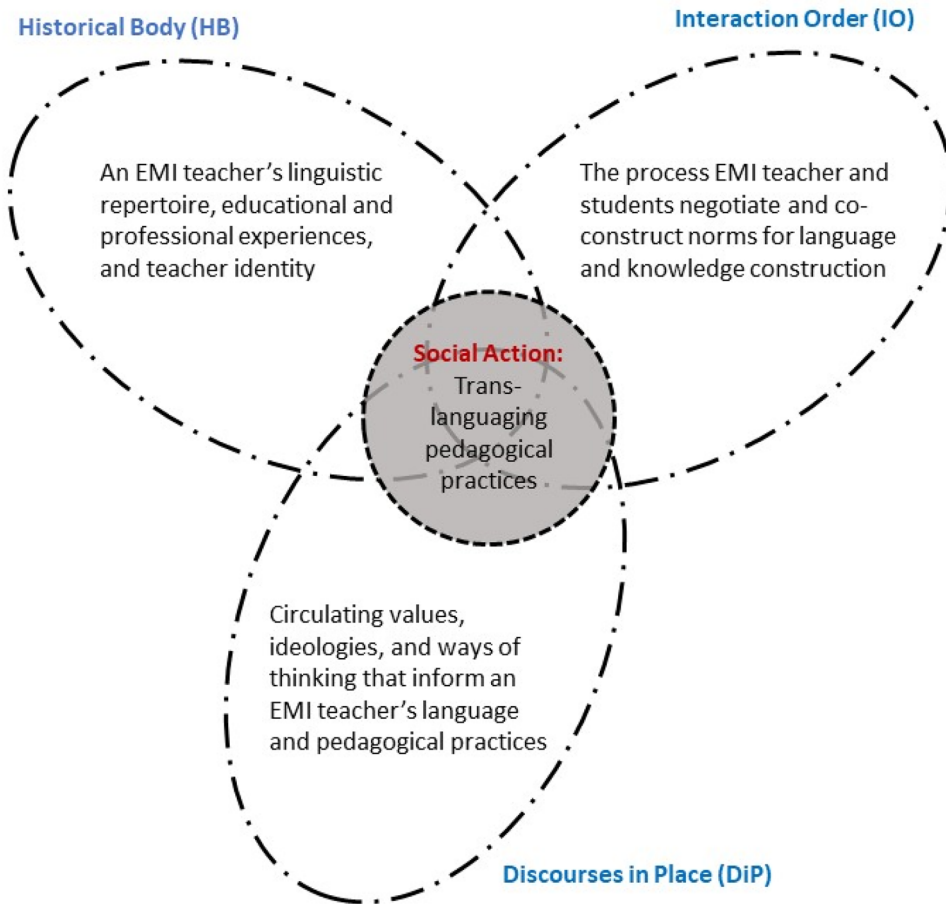 Historical Body (HB)
Interaction Order (IO)
An EMI teacher’s linguistic
repertoire, educational and
professional experiences,
and teacher identity
The process EMI teacher and
students negotiate and co-
construct norms for language
and knowledge construction
Social Action:
Trans-
languaging
pedagogical
practices
Circulating values,
ideologies, and ways of
thinking that inform an
EMI teacher’s language
and pedagogical practices
Discourses in Place (DiP)